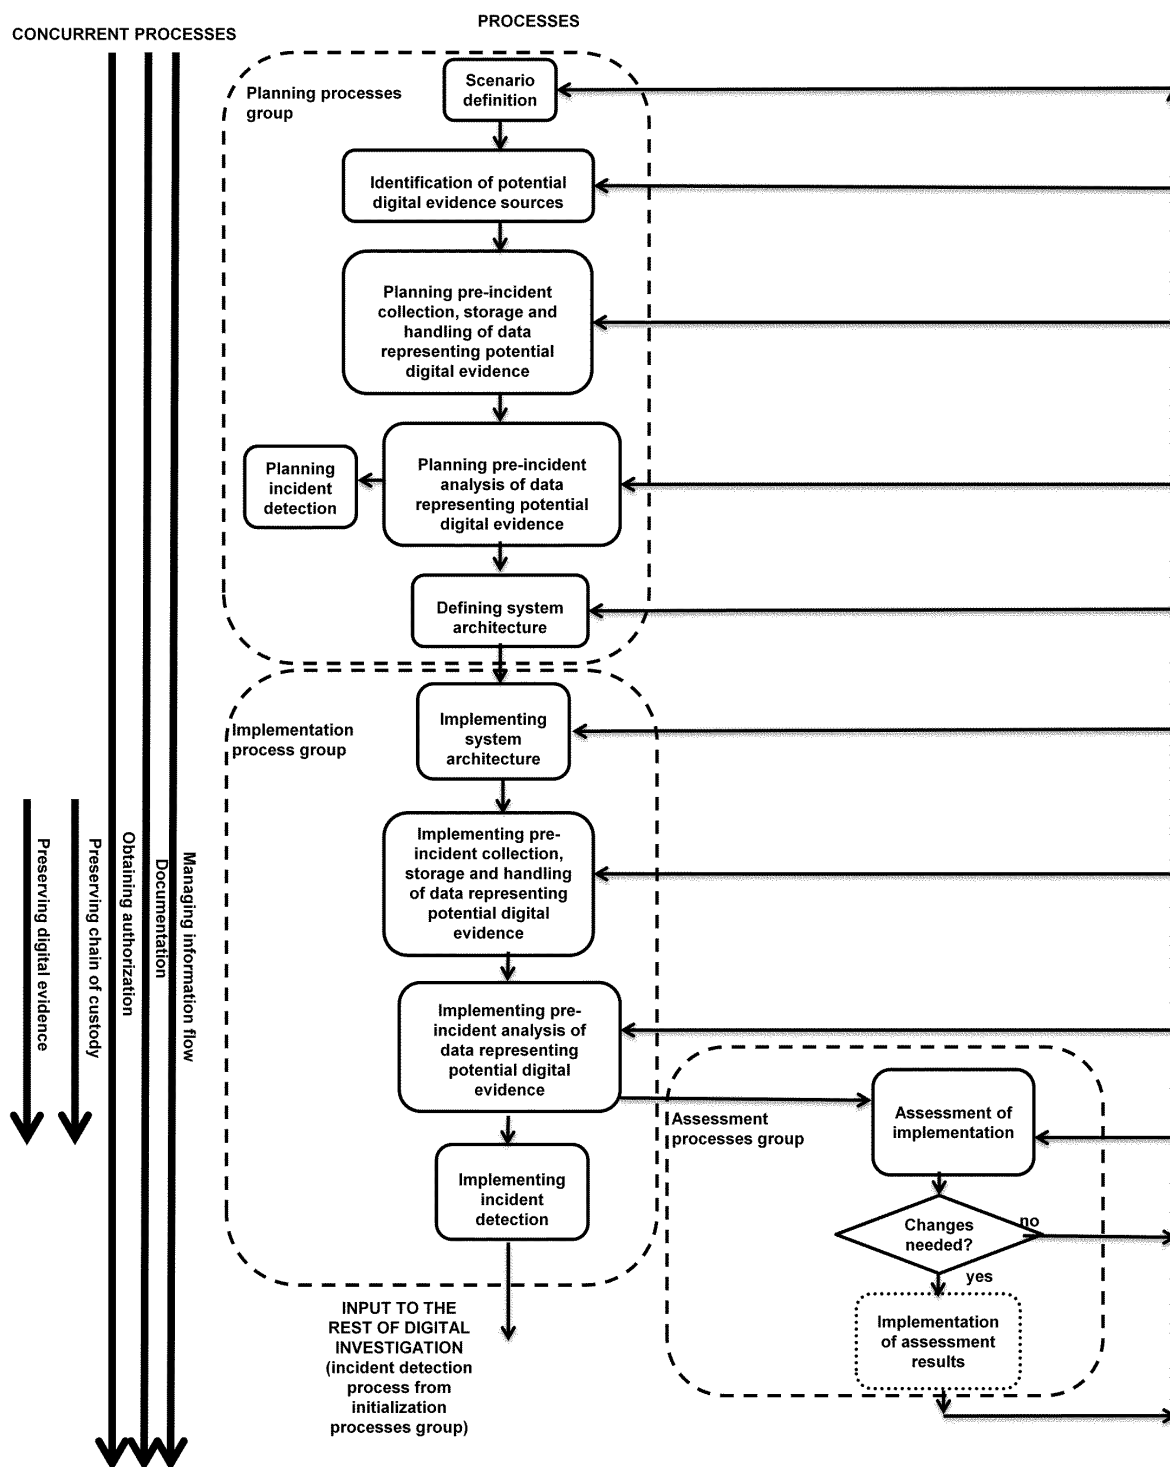 PROCESSES
CONCURRENT PROCESSES
Planning processes
group
Scenario
definition
Identification of potential
digital evidence sources
Planning pre-incident
collection, storage and
handling of data
representing potential
digital evidence
Planning
incident
detection
Planning pre-incident
analysis of data
representing potential
digital evidence
Defining system
architecture
Implementation
process group
Implementing
system
architecture
Implementing pre-
incident collection,
storage and handling
of data representing
potential digital
evidence
Preserving digital evidence
Preserving chain of custody
Obtaining authorization
Documentation
Managing information flow
Implementing pre-
incident analysis of
data representing
potential digital
evidence
Assessment
processes group
Assessment of
implementation
Implementing
incident
detection
Changes
needed?
no
yes
Implementation
of assessment
results
INPUT TO THE
REST OF DIGITAL
INVESTIGATION
(incident detection
process from
initialization
processes group)